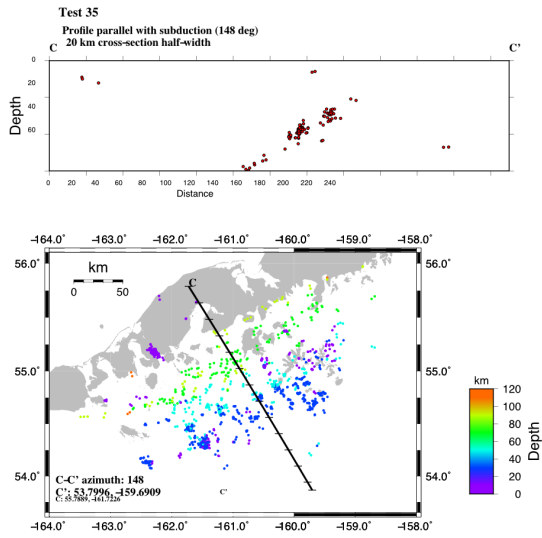 Test 35
Profile parallel with subduction (148 deg)
20 km cross-section half-width
C C'
0
20
40
60
Depth
0 20 40 60 80 100 120 140 160 180 200 220 240
Distance
-164.0° -163.0° -162.0° -161.0° -160.0° -159.0° -158.0°
56.0° 56.0°
km
0 50
C
55.0° 55.0°
54.0° 54.0°
km
120
100
80
60
40
20
0
Depth
C-C' azimuth: 148
C': 53.7996, -159.6909
C: 55.7889, -161.7226
C'
-164.0° -163.0° -162.0° -161.0° -160.0° -159.0° -158.0°